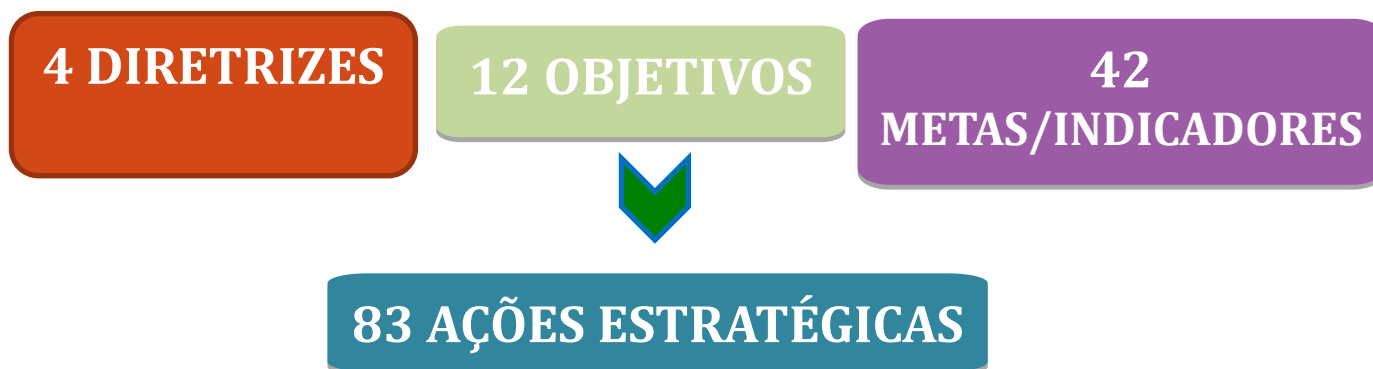 4 DIRETRIZES
12 OBJETIVOS
42
METAS/INDICADORES
83 AÇÕES ESTRATÉGICAS